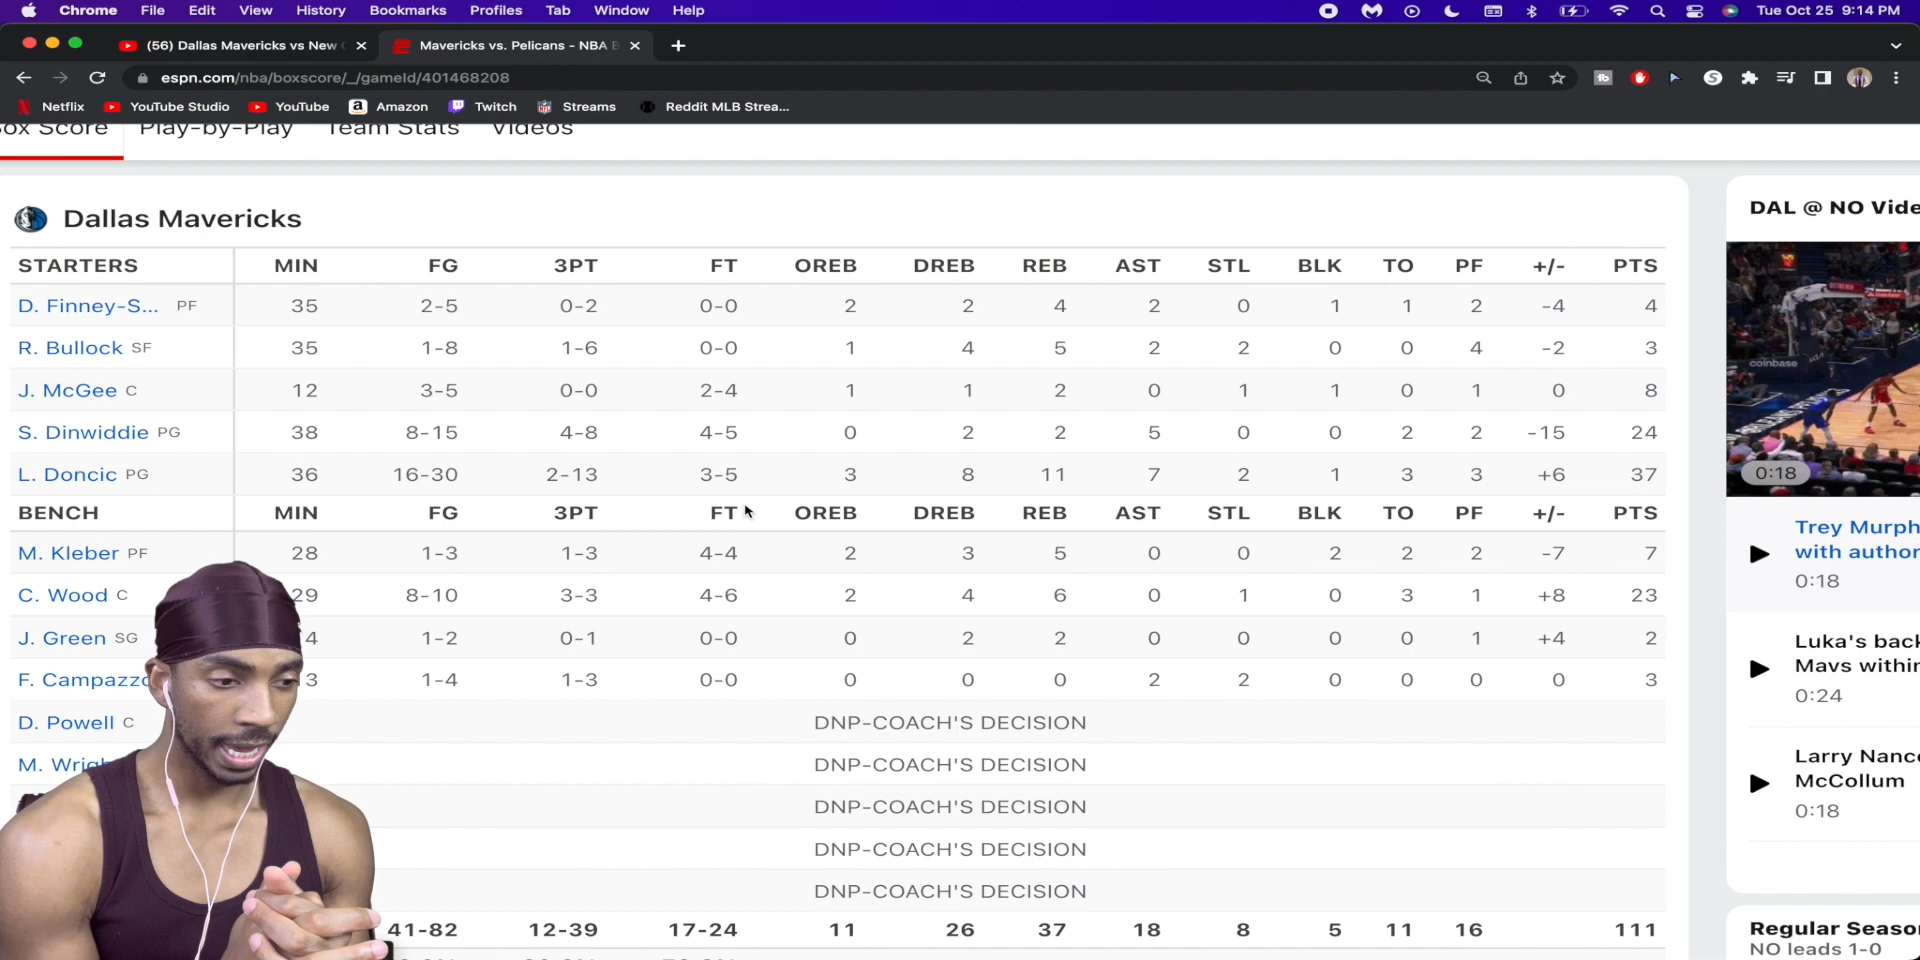 Chrome File Edit View History Bookmarks Profiles Tab Window Help Tue Oct 25 9:14 PM
(56) Dallas Mavericks vs New Mavericks vs. Pelicans - NBA B
espn.com/nba/boxscore/_/gameId/401468208
Netflix YouTube Studio YouTube Amazon Twitch Streams Reddit MLB Strea...
Box Score Play-by-Play Team Stats Videos
Dallas Mavericks
STARTERS MIN FG 3PT FT OREB DREB REB AST STL BLK TO PF +/- PTS
D. Finney-S... PF 35 2-5 0-2 0-0 2 2 4 2 0 1 1 2 -4 4
R. Bullock SF 35 1-8 1-6 0-0 1 4 5 2 2 0 0 4 -2 3
J. McGee C 12 3-5 0-0 2-4 1 1 2 0 1 1 0 1 0 8
S. Dinwiddie PG 38 8-15 4-8 4-5 0 2 2 5 0 0 2 2 -15 24
L. Doncic PG 36 16-30 2-13 3-5 3 8 11 7 2 1 3 3 +6 37
BENCH MIN FG 3PT FT OREB DREB REB AST STL BLK TO PF +/- PTS
M. Kleber PF 28 1-3 1-3 4-4 2 3 5 0 0 2 2 2 -7 7
C. Wood C 29 8-10 3-3 4-6 2 4 6 0 1 0 3 1 +8 23
J. Green SG 4 1-2 0-1 0-0 0 2 2 0 0 0 0 1 +4 2
F. Campazzo 3 1-4 1-3 0-0 0 0 0 2 2 0 0 0 0 3
D. Powell C DNP-COACH'S DECISION
M. Wrigh DNP-COACH'S DECISION
DNP-COACH'S DECISION
DNP-COACH'S DECISION
DNP-COACH'S DECISION
41-82 12-39 17-24 11 26 37 18 8 5 11 16 111
DAL @ NO Vide
coinbase
0:18
Trey Murph
with author
0:18
Luka's back
Mavs within
0:24
Larry Nance
McCollum
0:18
Regular Season
NO leads 1-0